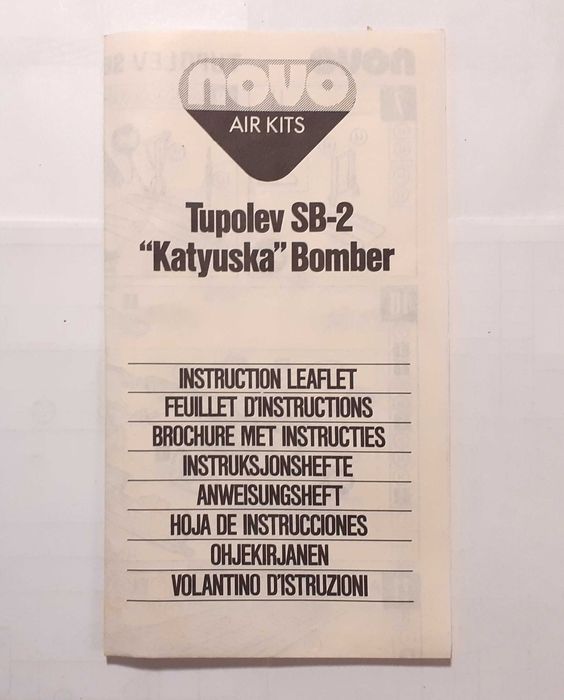 novo
AIR KITS
Tupolev SB-2
“Katyuska” Bomber
INSTRUCTION LEAFLET
FEUILLET D'INSTRUCTIONS
BROCHURE MET INSTRUCTIES
INSTRUKSJONSHEFTE
ANWEISUNGSHEFT
HOJA DE INSTRUCCIONES
OHJEKIRJANEN
VOLANTINO D'ISTRUZIONI